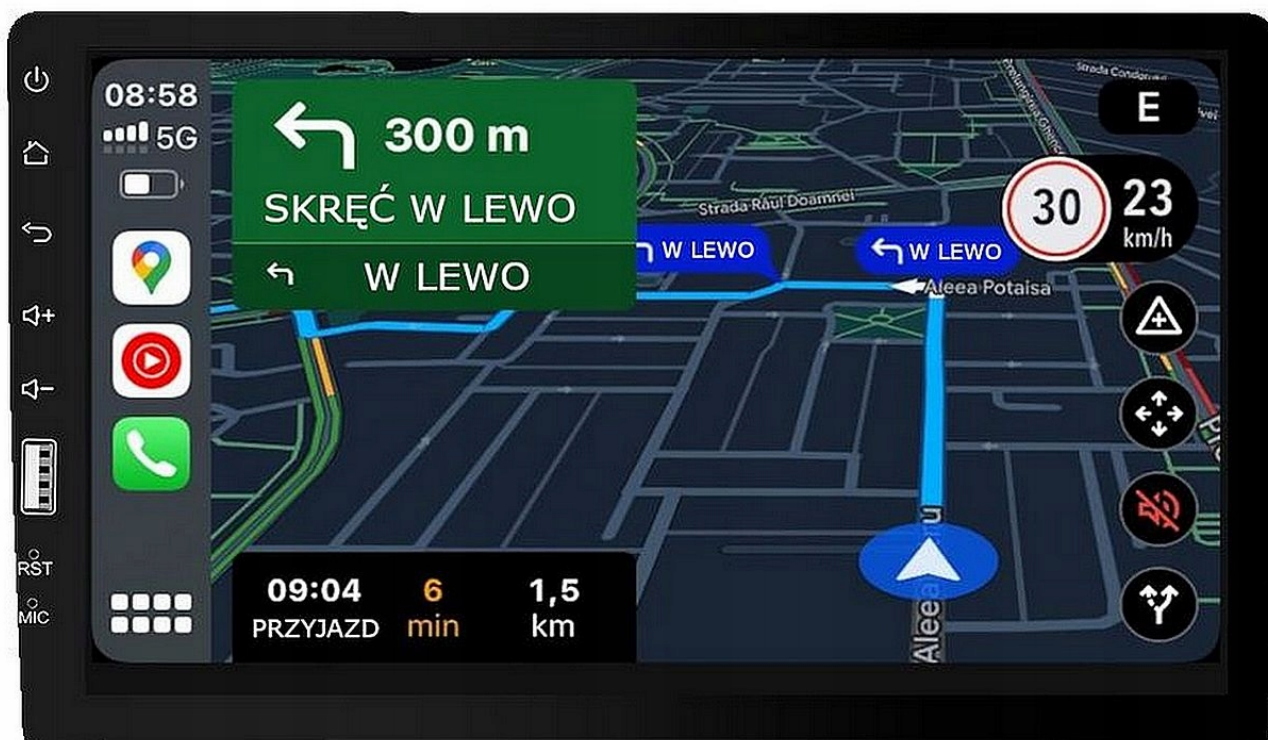 08:58
5G
300 m
SKRĘĆ W LEWO
W LEWO
W LEWO
W LEWO
Strada Raul Doamnei
Aleea Potaisa
E
30
23
km/h
09:04
PRZYJAZD
6
min
1,5
km
Aleea
RST
MIC